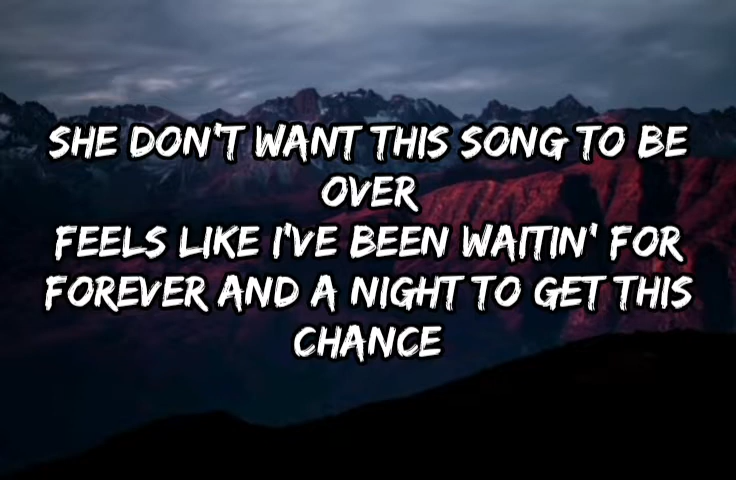 SHE DON'T WANT THIS SONG TO BE
OVER
FEELS LIKE I'VE BEEN WAITIN' FOR
FOREVER AND A NIGHT TO GET THIS
CHANCE